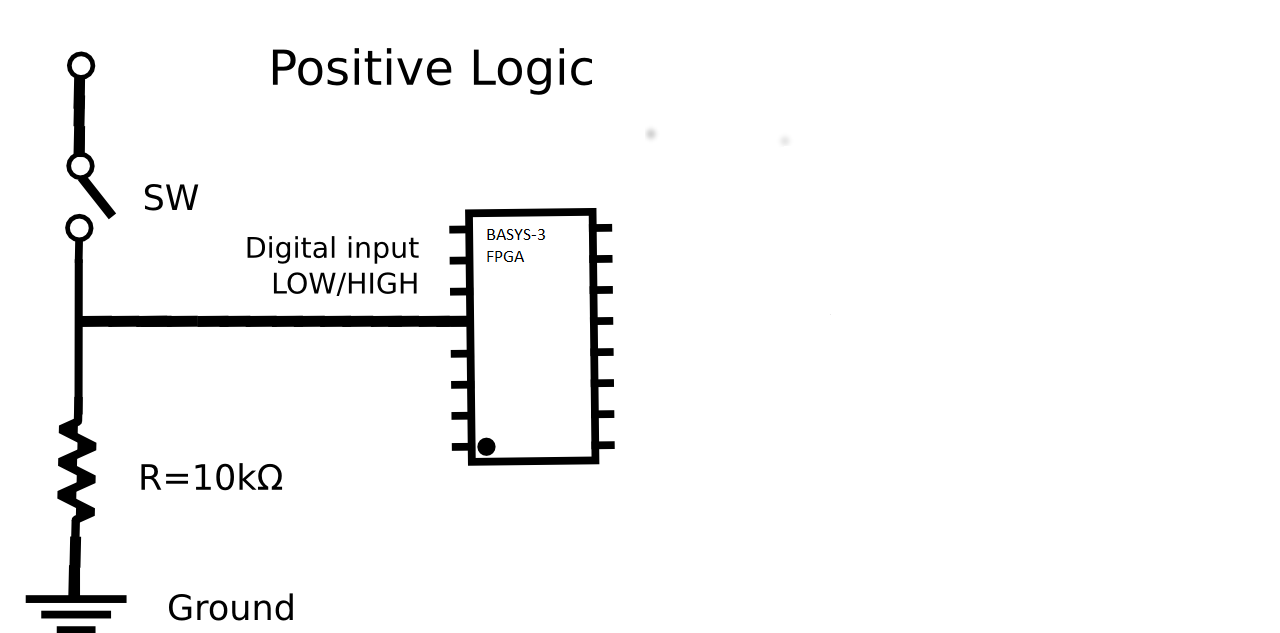 Positive Logic
SW
Digital input
LOW/HIGH
BASYS-3
FPGA
R=10kΩ
Ground